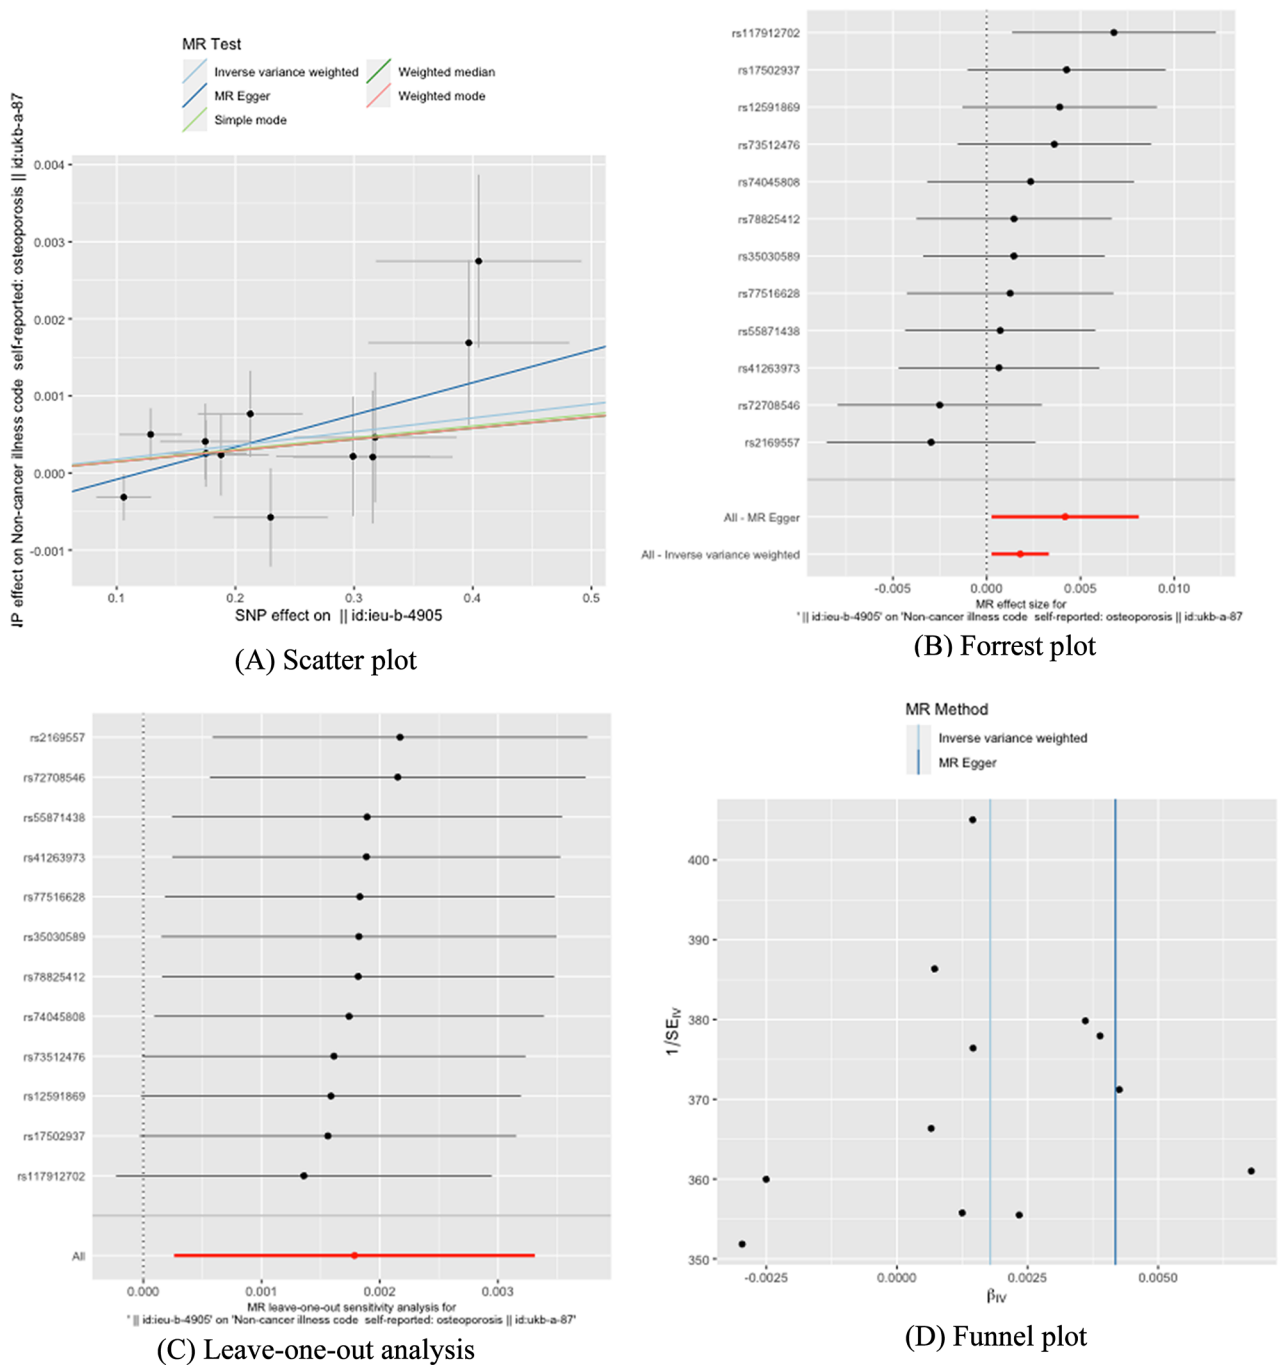 MR Test
Inverse variance weighted
Weighted median
MR Egger
Weighted mode
Simple mode
IP effect on Non-cancer illness code self-reported: osteoporosis || id:ukb-a-87
0.004
0.003
0.002
0.001
0.000
-0.001
0.1
0.2
0.3
0.4
0.5
SNP effect on || id:ieu-b-4905
(A) Scatter plot
rs117912702
rs17502937
rs12591869
rs73512476
rs74045808
rs78825412
rs35030589
rs77516628
rs55871438
rs41263973
rs72708546
rs2169557
All - MR Egger
All - Inverse variance weighted
-0.005
0.000
0.005
0.010
MR effect size for
' || id:ieu-b-4905' on 'Non-cancer illness code self-reported: osteoporosis || id:ukb-a-87
(B) Forrest plot
rs2169557
rs72708546
rs55871438
rs41263973
rs77516628
rs35030589
rs78825412
rs74045808
rs73512476
rs12591869
rs17502937
rs117912702
All
0.000
0.001
0.002
0.003
MR leave-one-out sensitivity analysis for
' || id:ieu-b-4905' on 'Non-cancer illness code self-reported: osteoporosis || id:ukb-a-87'
(C) Leave-one-out analysis
MR Method
Inverse variance weighted
MR Egger
1/SE_IV
400
390
380
370
360
350
-0.0025
0.0000
0.0025
0.0050
β_IV
(D) Funnel plot